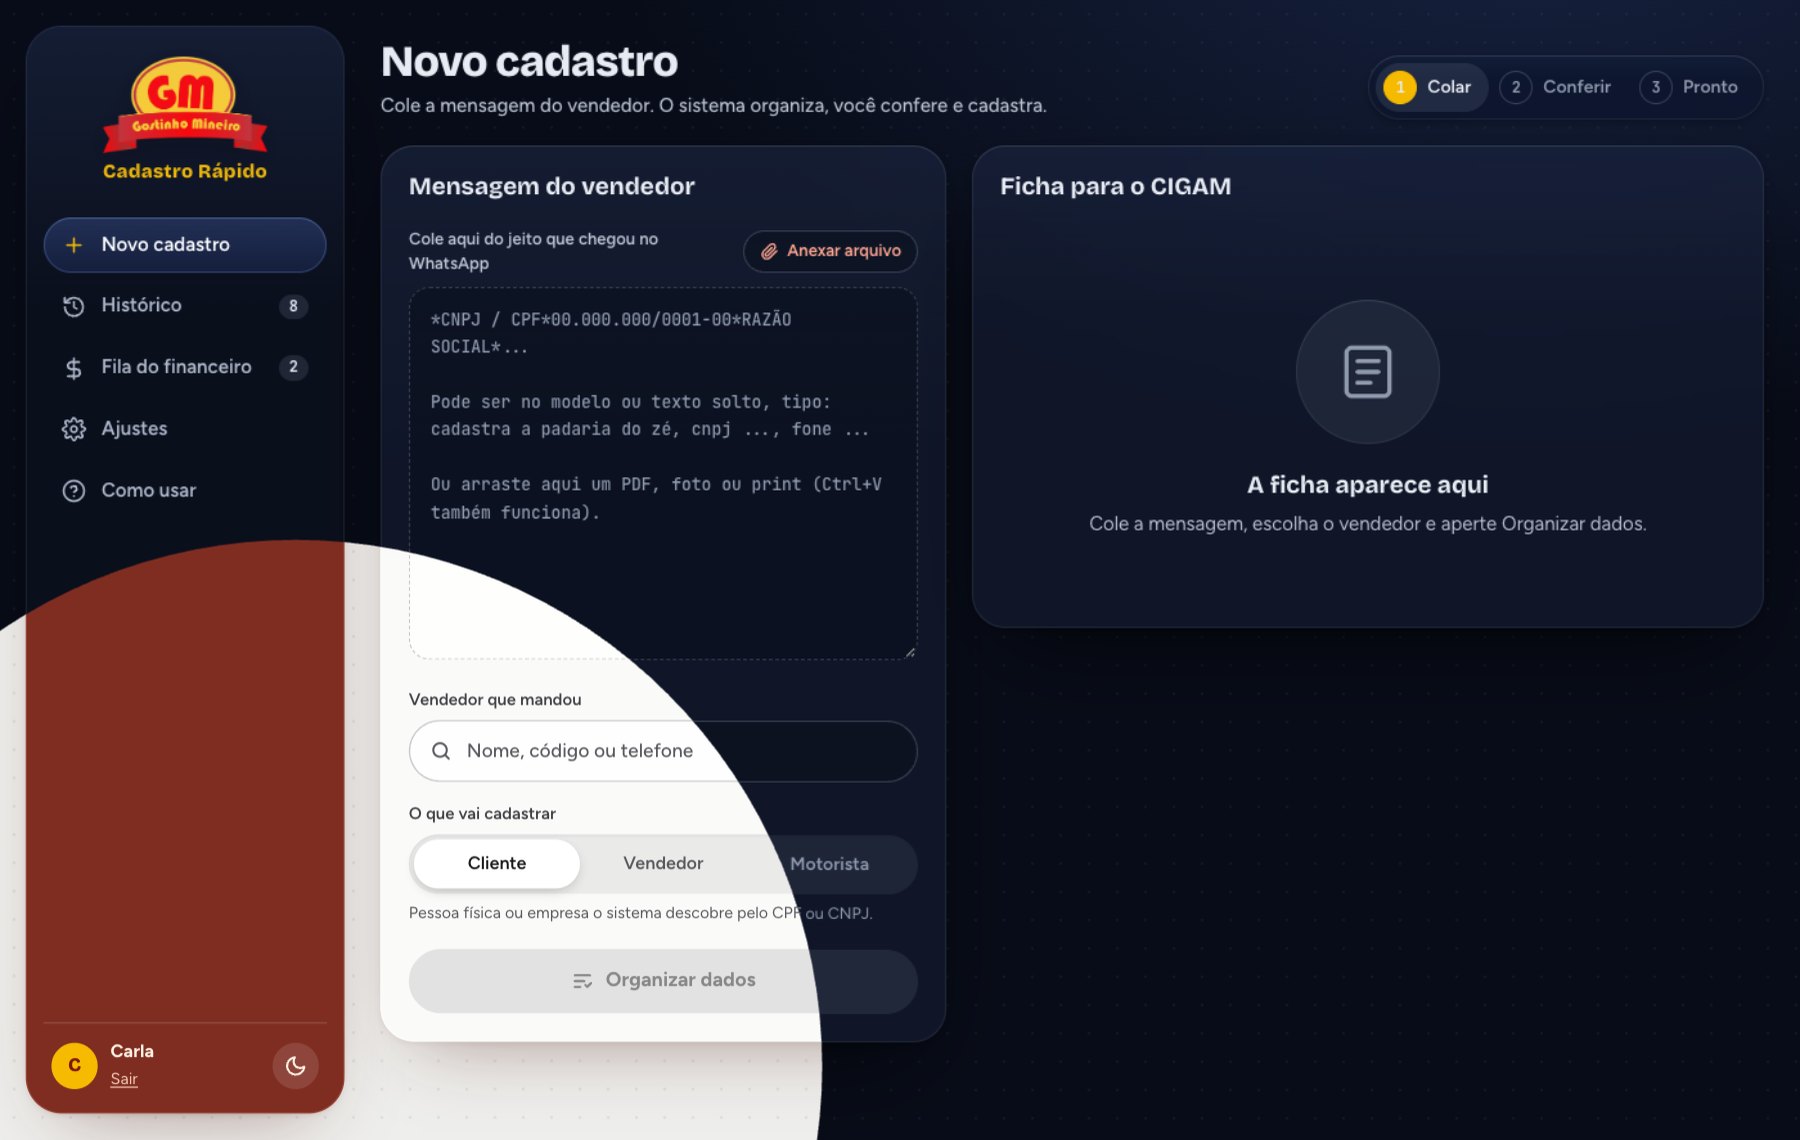 GM
Gostinho Mineiro
Cadastro Rápido
Novo cadastro
Histórico 8
Fila do financeiro 2
Ajustes
Como usar
C
Carla
Sair
Novo cadastro
Cole a mensagem do vendedor. O sistema organiza, você confere e cadastra.
1 Colar 2 Conferir 3 Pronto
Mensagem do vendedor
Cole aqui do jeito que chegou no
WhatsApp
Anexar arquivo
*CNPJ / CPF*00.000.000/0001-00*RAZÃO
SOCIAL*...
Pode ser no modelo ou texto solto, tipo:
cadastra a padaria do zé, cnpj ..., fone ...
Ou arraste aqui um PDF, foto ou print (Ctrl+V
também funciona).
Vendedor que mandou
Nome, código ou telefone
O que vai cadastrar
Cliente Vendedor Motorista
Pessoa física ou empresa o sistema descobre pelo CPF ou CNPJ.
Organizar dados
Ficha para o CIGAM
A ficha aparece aqui
Cole a mensagem, escolha o vendedor e aperte Organizar dados.